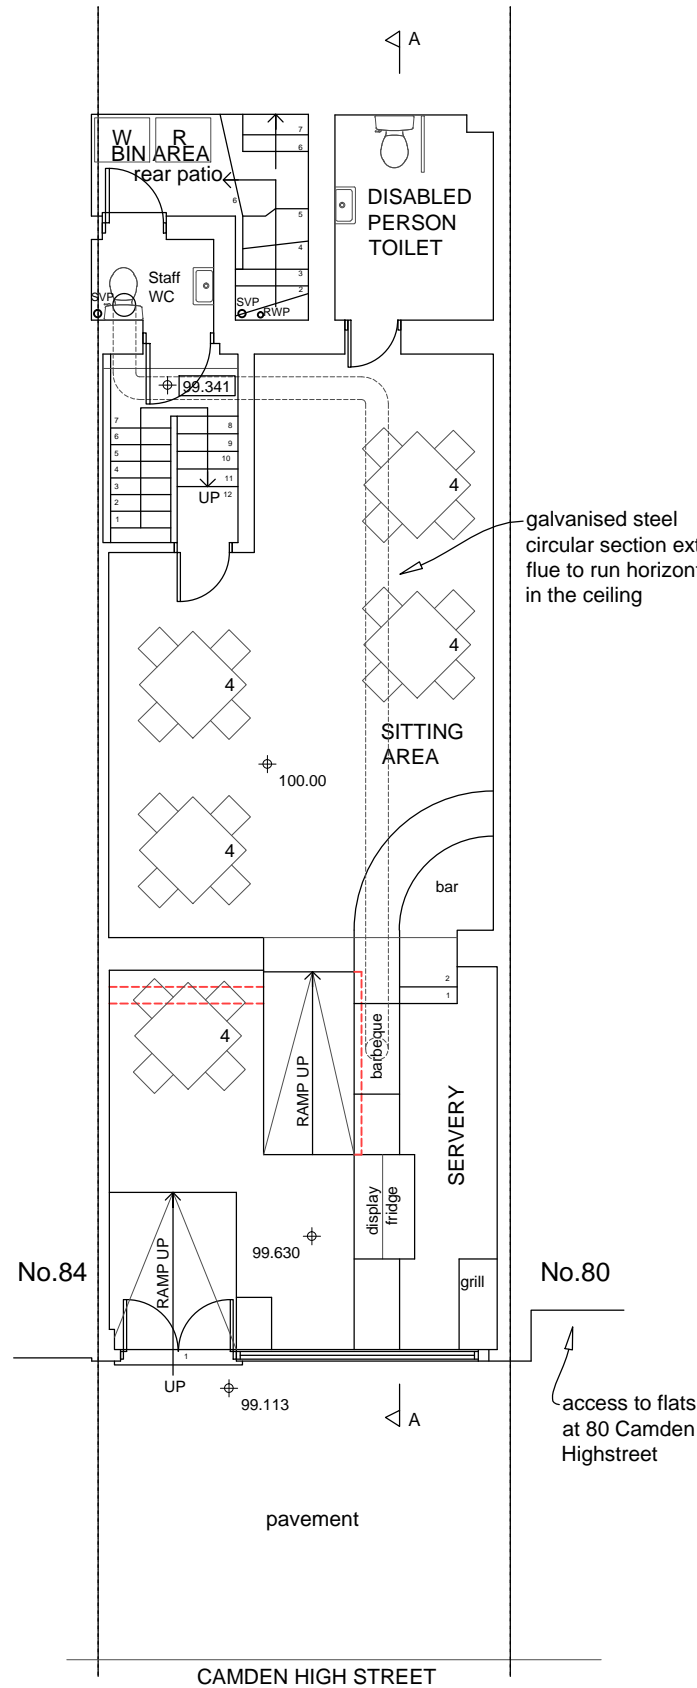 A
W R
BIN AREA
rear patio
7
6
6
5
4
3
2
DISABLED
PERSON
TOILET
Staff
WC
SVP
SVP
RWP
99.341
7
6
5
4
3
2
1
8
9
10
11
12
UP
4
galvanised steel
circular section ext
flue to run horizont
in the ceiling
4
4
SITTING
AREA
100.00
4
bar
2
1
4
barbeque
RAMP UP
SERVERY
display
fridge
99.630
RAMP UP
grill
No.84
No.80
1
UP
99.113
A
access to flats
at 80 Camden
Highstreet
pavement
CAMDEN HIGH STREET